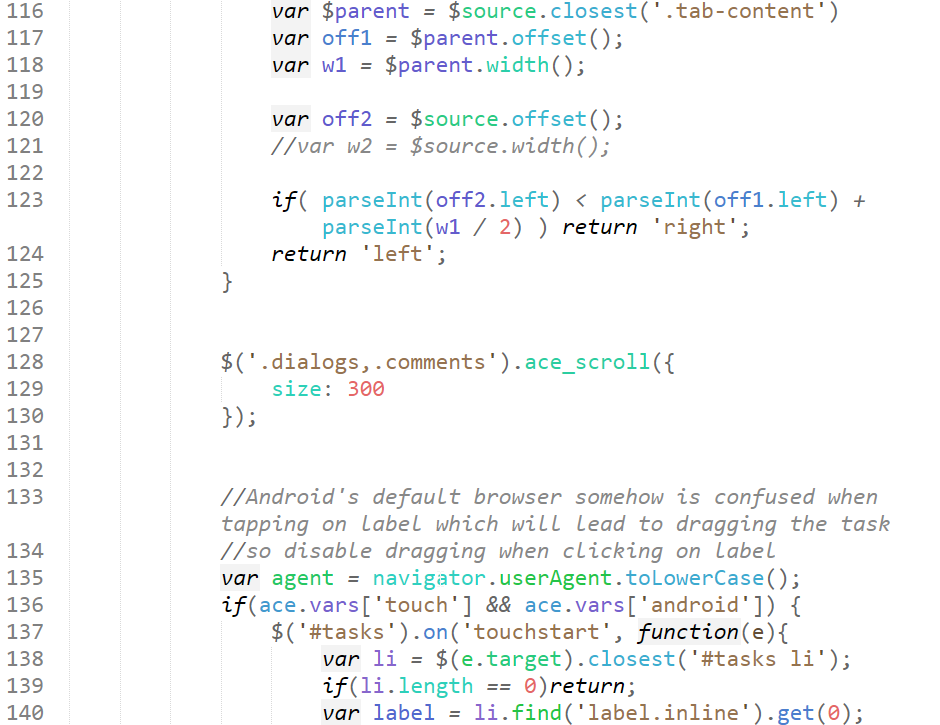 116 var $parent = $source.closest('.tab-content')
117 var off1 = $parent.offset();
118 var w1 = $parent.width();
119
120 var off2 = $source.offset();
121 //var w2 = $source.width();
122
123 if( parseInt(off2.left) < parseInt(off1.left) +
parseInt(w1 / 2) ) return 'right';
124 return 'left';
125 }
126
127
128 $('.dialogs,.comments').ace_scroll({
129 size: 300
130 });
131
132
133 //Android's default browser somehow is confused when
tapping on label which will lead to dragging the task
134 //so disable dragging when clicking on label
135 var agent = navigator.userAgent.toLowerCase();
136 if(ace.vars['touch'] && ace.vars['android']) {
137 $('#tasks').on('touchstart', function(e){
138 var li = $(e.target).closest('#tasks li');
139 if(li.length == 0)return;
140 var label = li.find('label.inline').get(0);